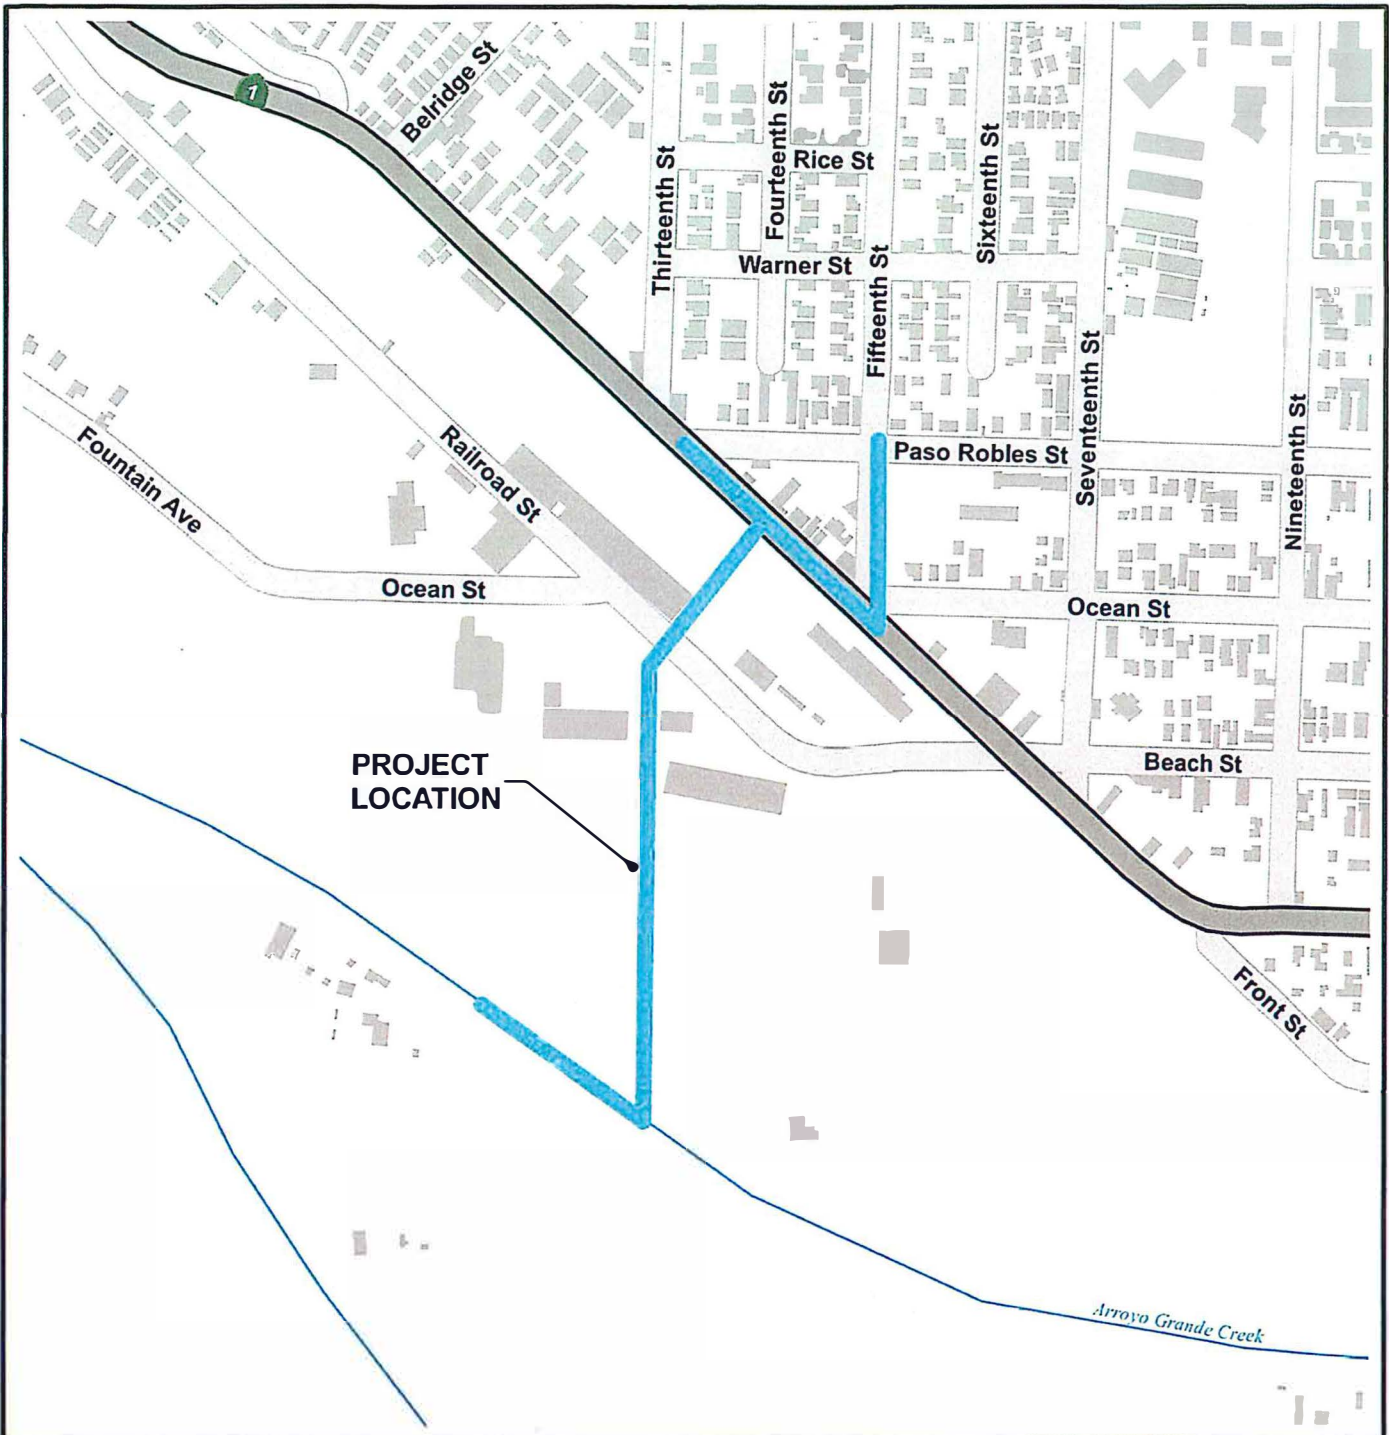 1
Belridge St
Thirteenth St
Fourteenth St
Rice St
Fifteenth St
Sixteenth St
Warner St
Seventeenth St
Nineteenth St
Paso Robles St
Railroad St
Fountain Ave
Ocean St
Ocean St
Beach St
PROJECT
LOCATION
Front St
Arroyo Grande Creek